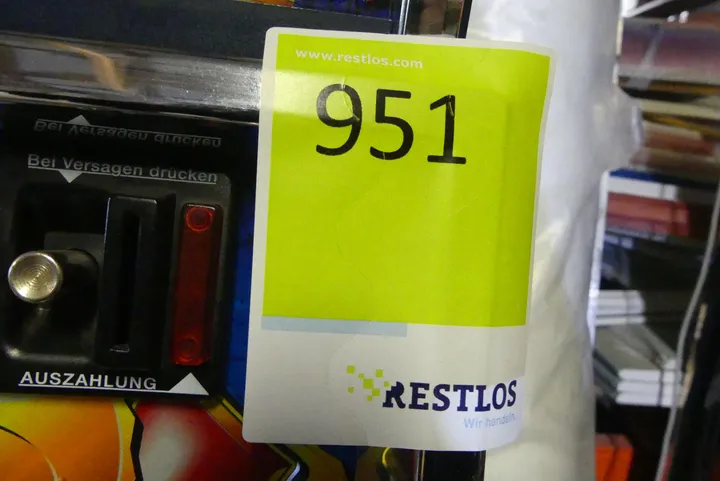 www.restlos.com
951
Bei Versagen drücken
Bei Versagen drücken
AUSZAHLUNG
RESTLOS
Wir handeln.